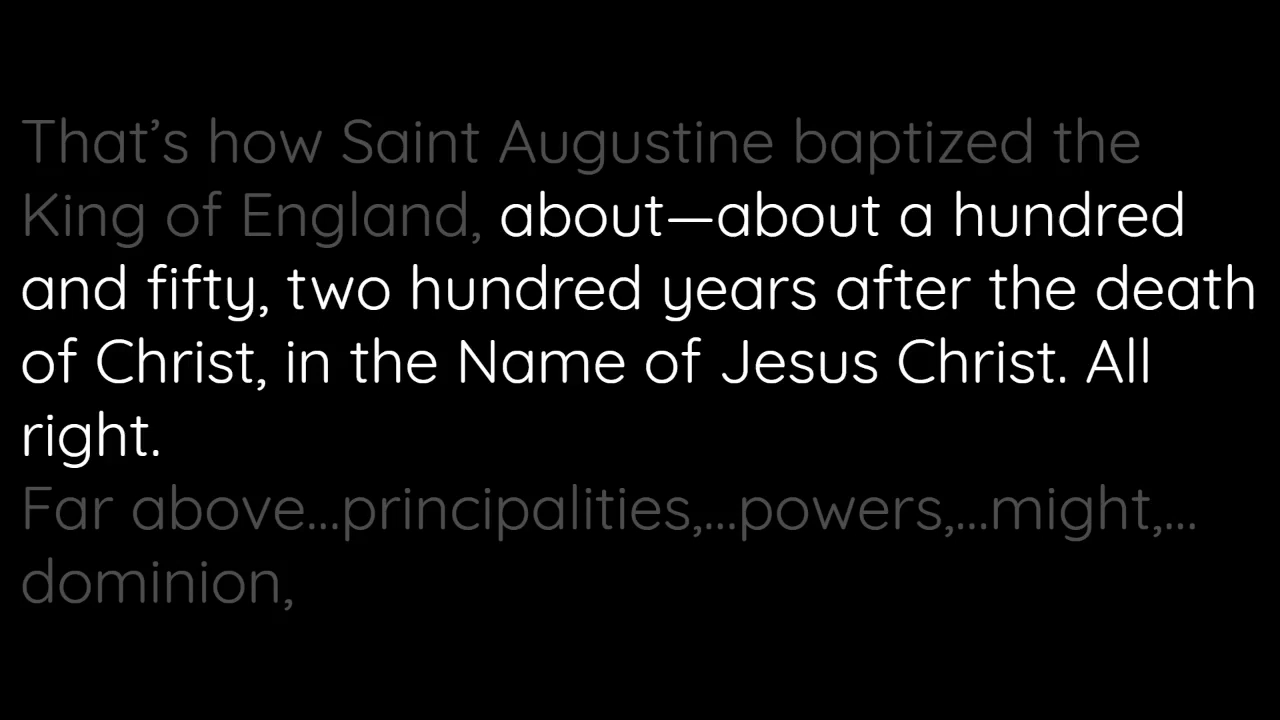 That’s how Saint Augustine baptized the
King of England, about—about a hundred
and fifty, two hundred years after the death
of Christ, in the Name of Jesus Christ. All
right.
Far above...principalities,...powers,...might,...
dominion,